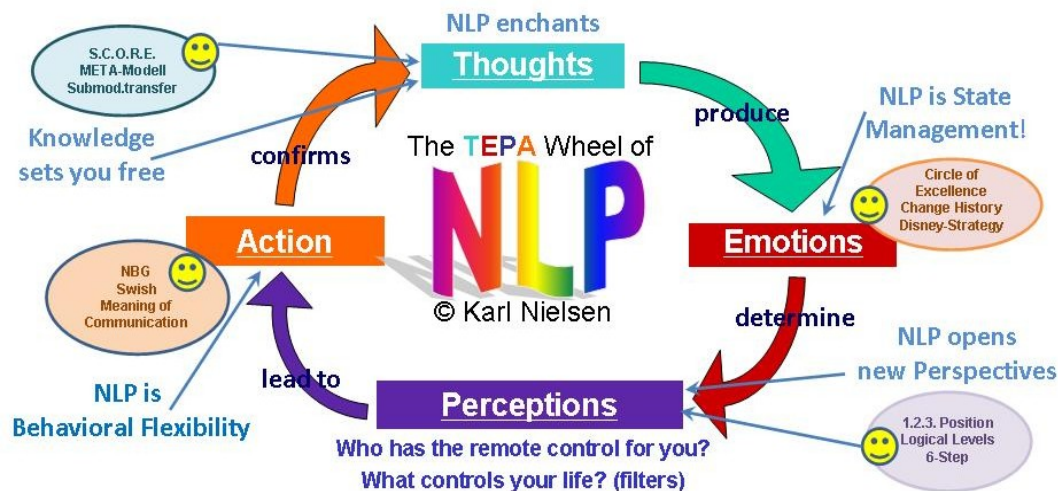 NLP enchants
Thoughts
S.C.O.R.E.
META-Modell
Submod.transfer
Knowledge
sets you free
confirms
produce
NLP is State
Management!
Circle of
Excellence
Change History
Disney-Strategy
The TEPA Wheel of
NLP
© Karl Nielsen
Action
Emotions
NBG
Swish
Meaning of
Communication
determine
lead to
NLP is
Behavioral Flexibility
NLP opens
new Perspectives
Perceptions
1.2.3. Position
Logical Levels
6-Step
Who has the remote control for you?
What controls your life? (filters)